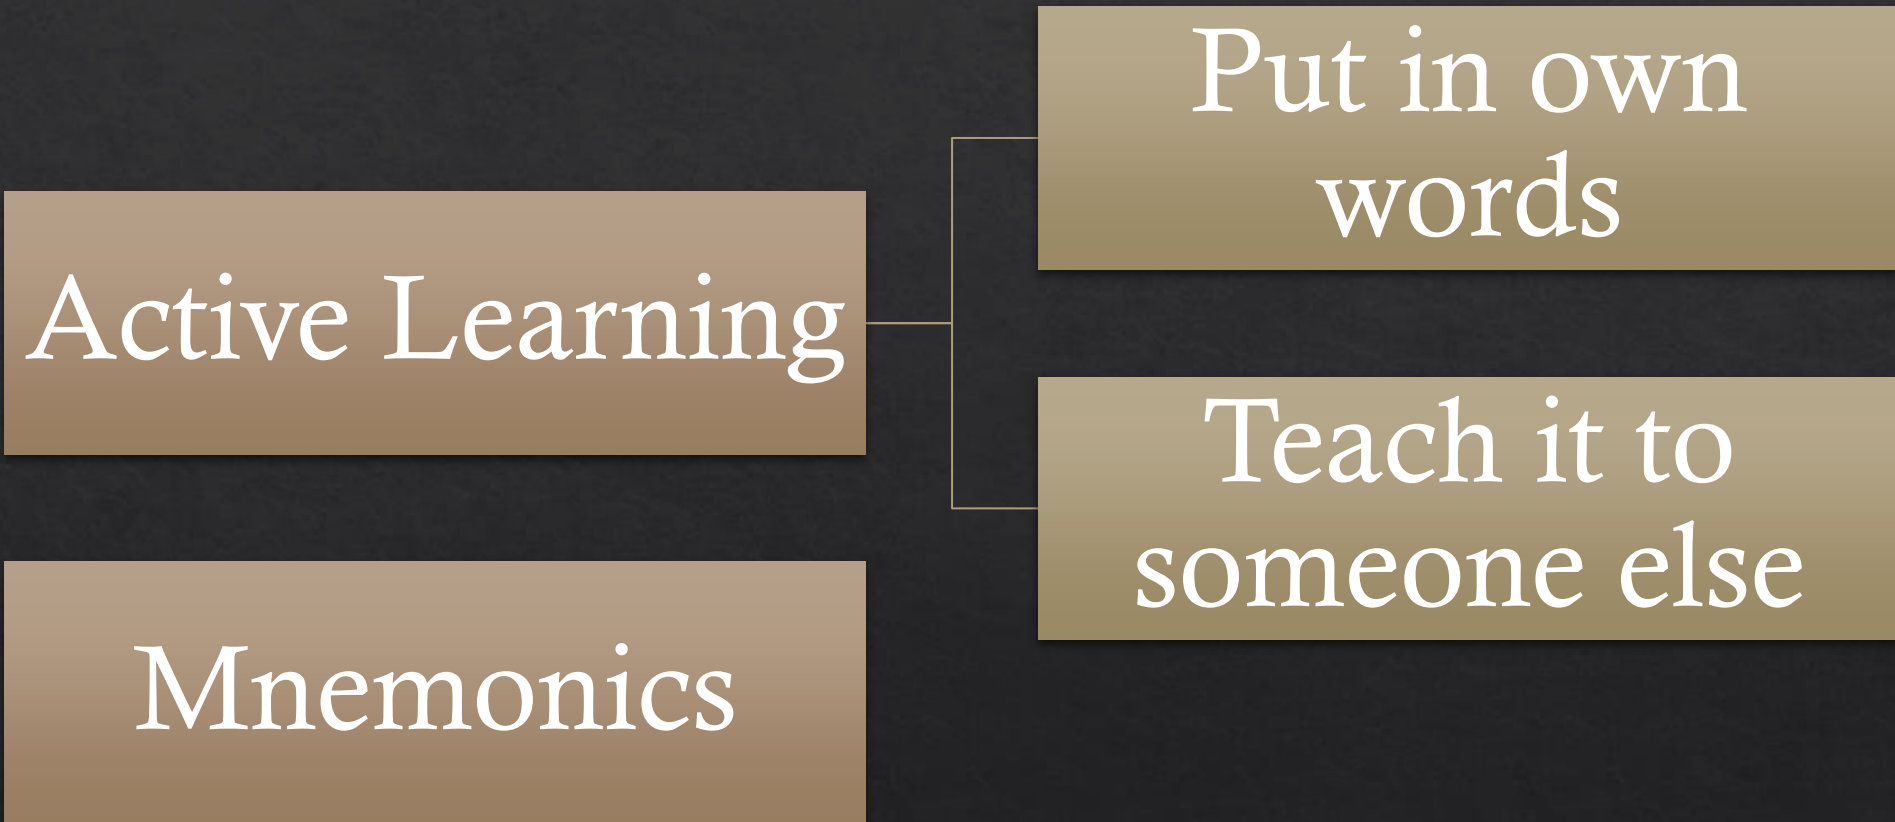 Active Learning
Put in own
words
Teach it to
someone else
Mnemonics